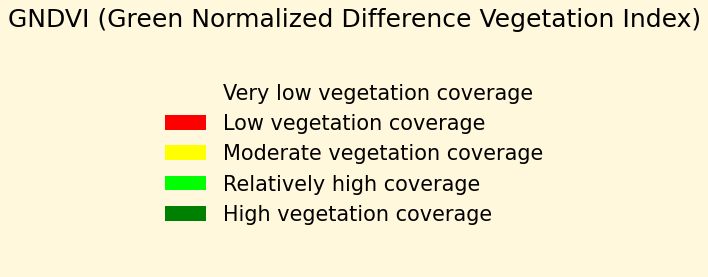 GNDVI (Green Normalized Difference Vegetation Index)
Very low vegetation coverage
Low vegetation coverage
Moderate vegetation coverage
Relatively high coverage
High vegetation coverage